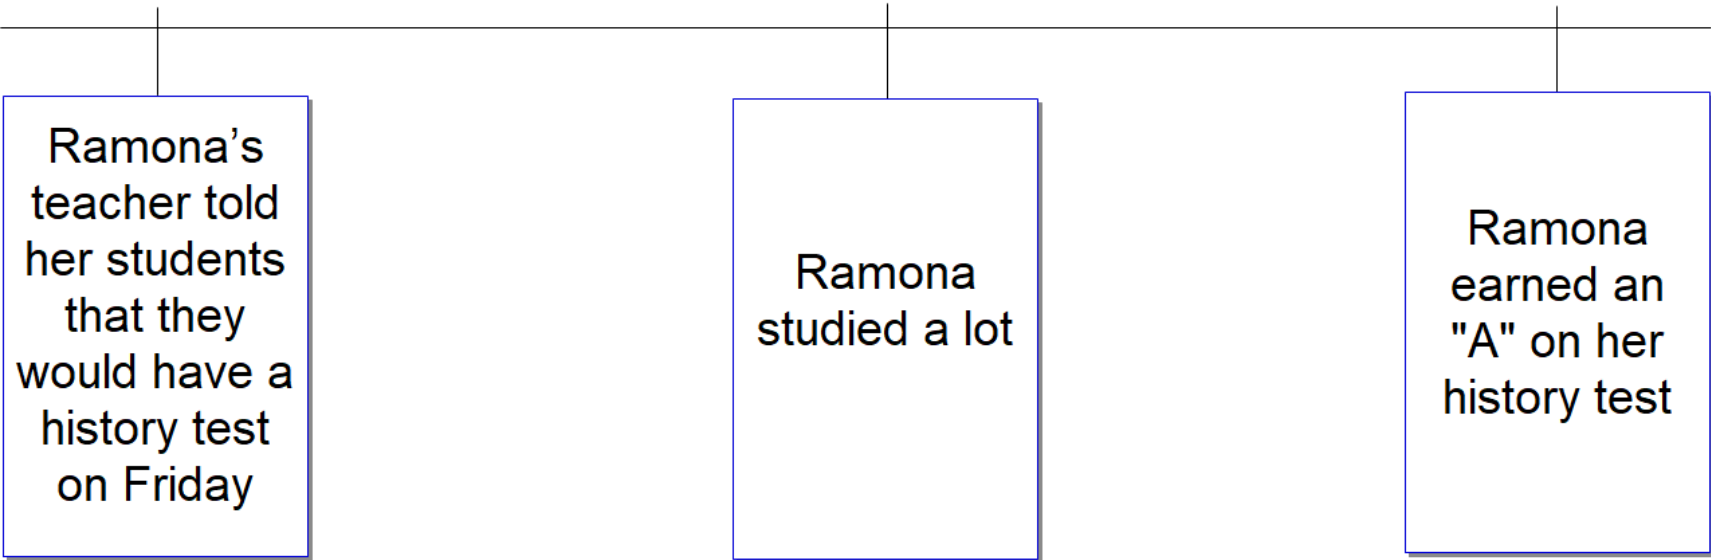 Ramona’s
teacher told
her students
that they
would have a
history test
on Friday
Ramona
studied a lot
Ramona
earned an
"A" on her
history test